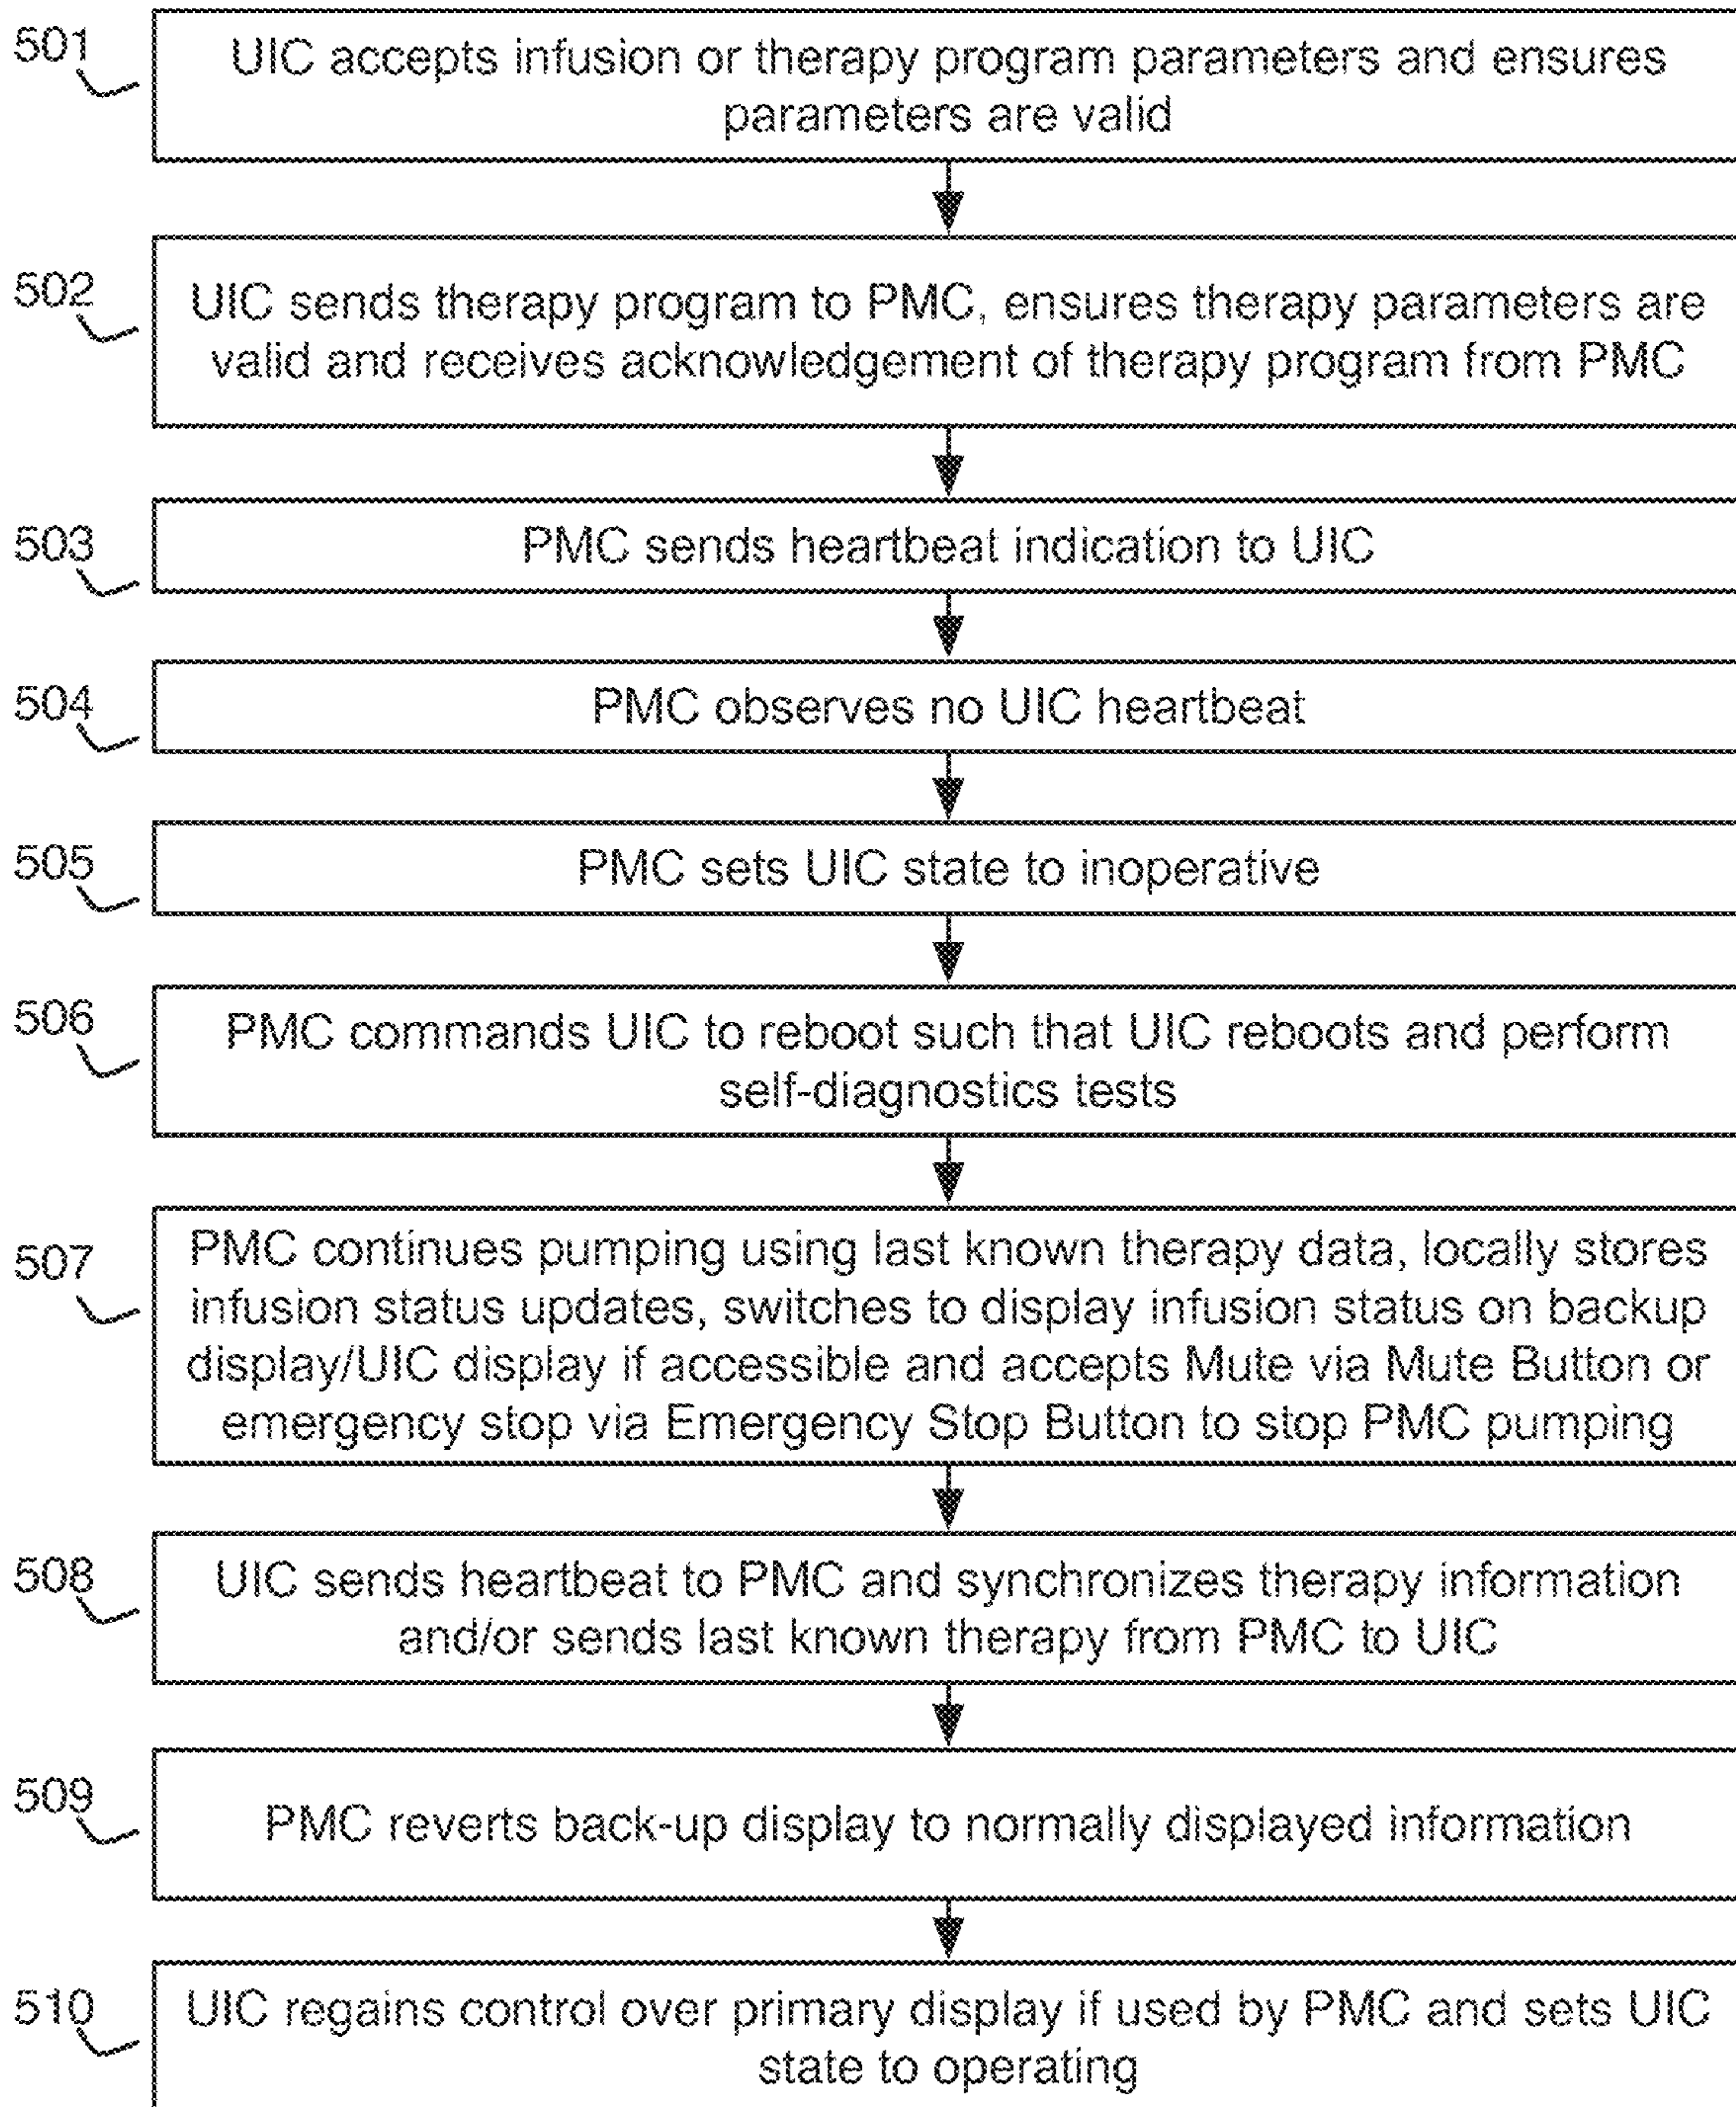 501
UIC accepts infusion or therapy program parameters and ensures
parameters are valid
502
UIC sends therapy program to PMC, ensures therapy parameters are
valid and receives acknowledgement of therapy program from PMC
503
PMC sends heartbeat indication to UIC
504
PMC observes no UIC heartbeat
505
PMC sets UIC state to inoperative
506
PMC commands UIC to reboot such that UIC reboots and perform
self-diagnostics tests
507
PMC continues pumping using last known therapy data, locally stores
infusion status updates, switches to display infusion status on backup
display/UIC display if accessible and accepts Mute via Mute Button or
emergency stop via Emergency Stop Button to stop PMC pumping
508
UIC sends heartbeat to PMC and synchronizes therapy information
and/or sends last known therapy from PMC to UIC
509
PMC reverts back-up display to normally displayed information
510
UIC regains control over primary display if used by PMC and sets UIC
state to operating